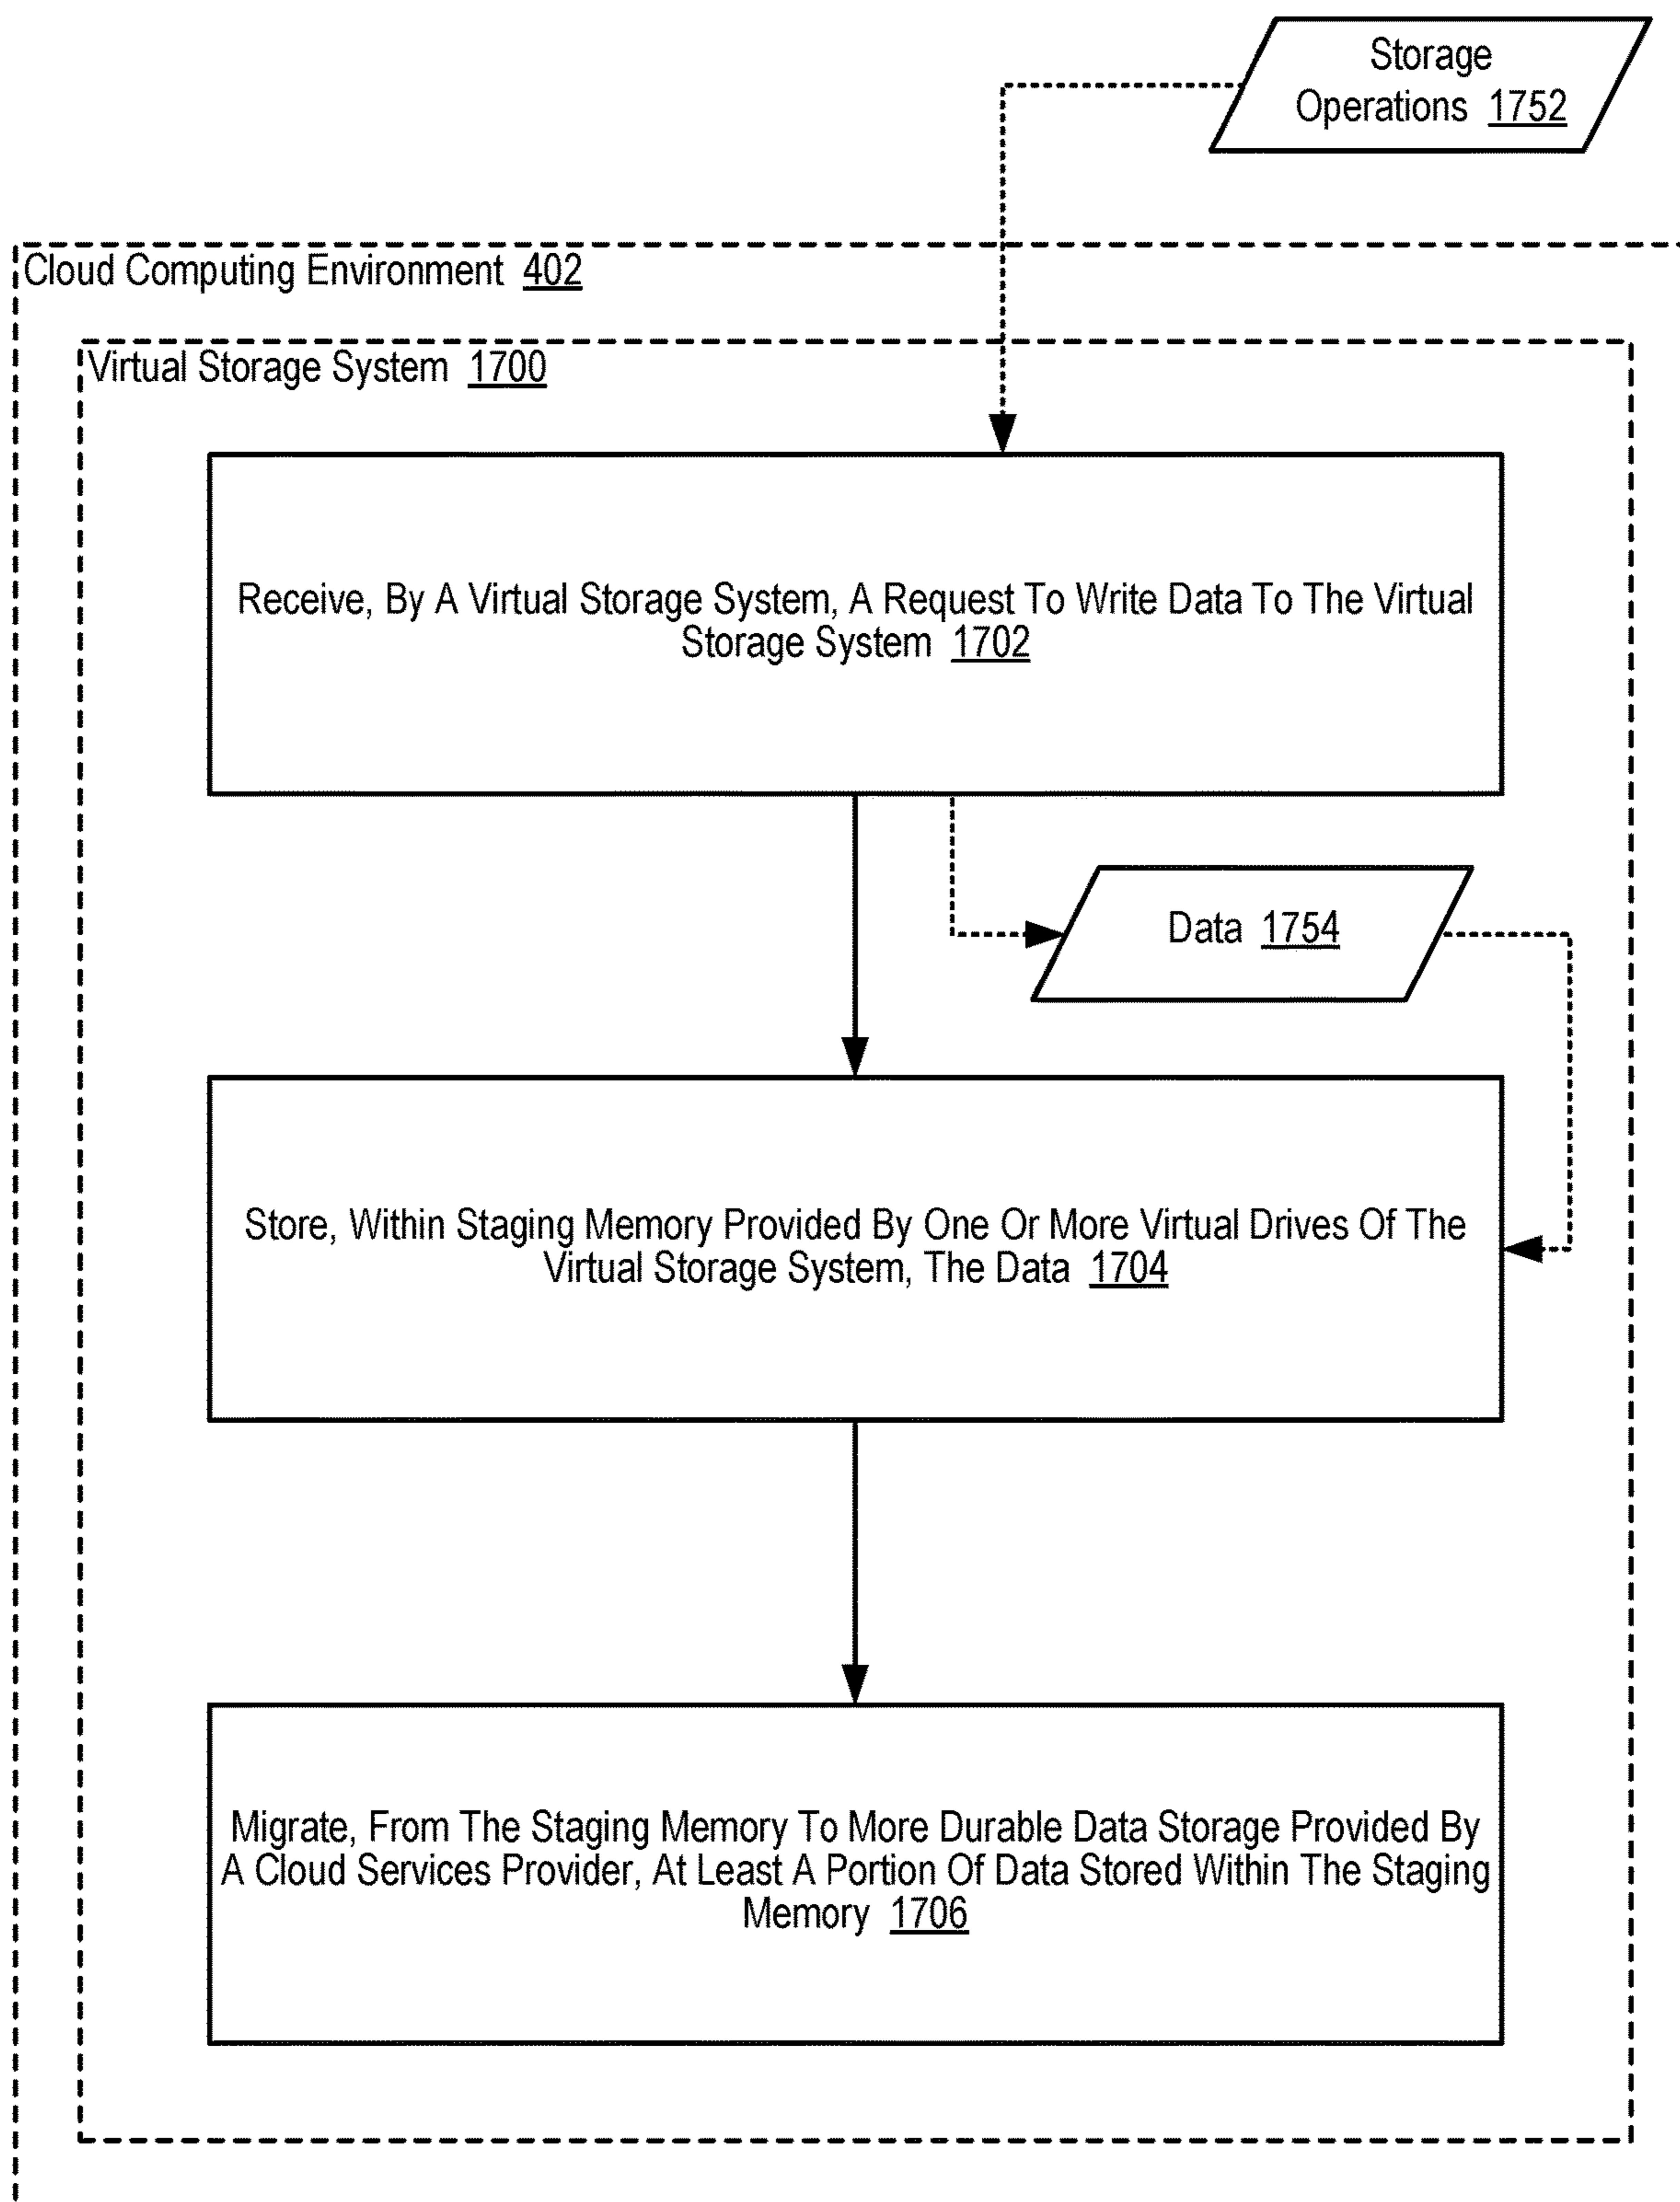 Storage
Operations 1752
Cloud Computing Environment 402
Virtual Storage System 1700
Receive, By A Virtual Storage System, A Request To Write Data To The Virtual
Storage System 1702
Data 1754
Store, Within Staging Memory Provided By One Or More Virtual Drives Of The
Virtual Storage System, The Data 1704
Migrate, From The Staging Memory To More Durable Data Storage Provided By
A Cloud Services Provider, At Least A Portion Of Data Stored Within The Staging
Memory 1706